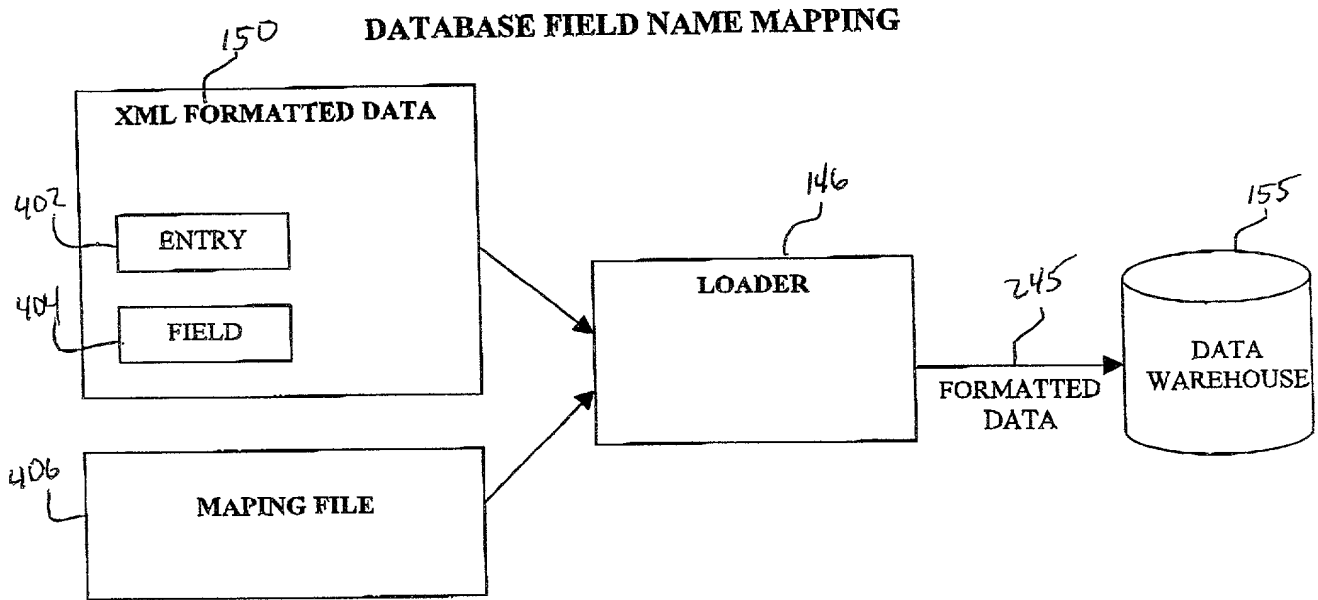 DATABASE FIELD NAME MAPPING
150
XML FORMATTED DATA
402
ENTRY
404
FIELD
406
MAPING FILE
146
LOADER
245
FORMATTED
DATA
155
DATA
WAREHOUSE